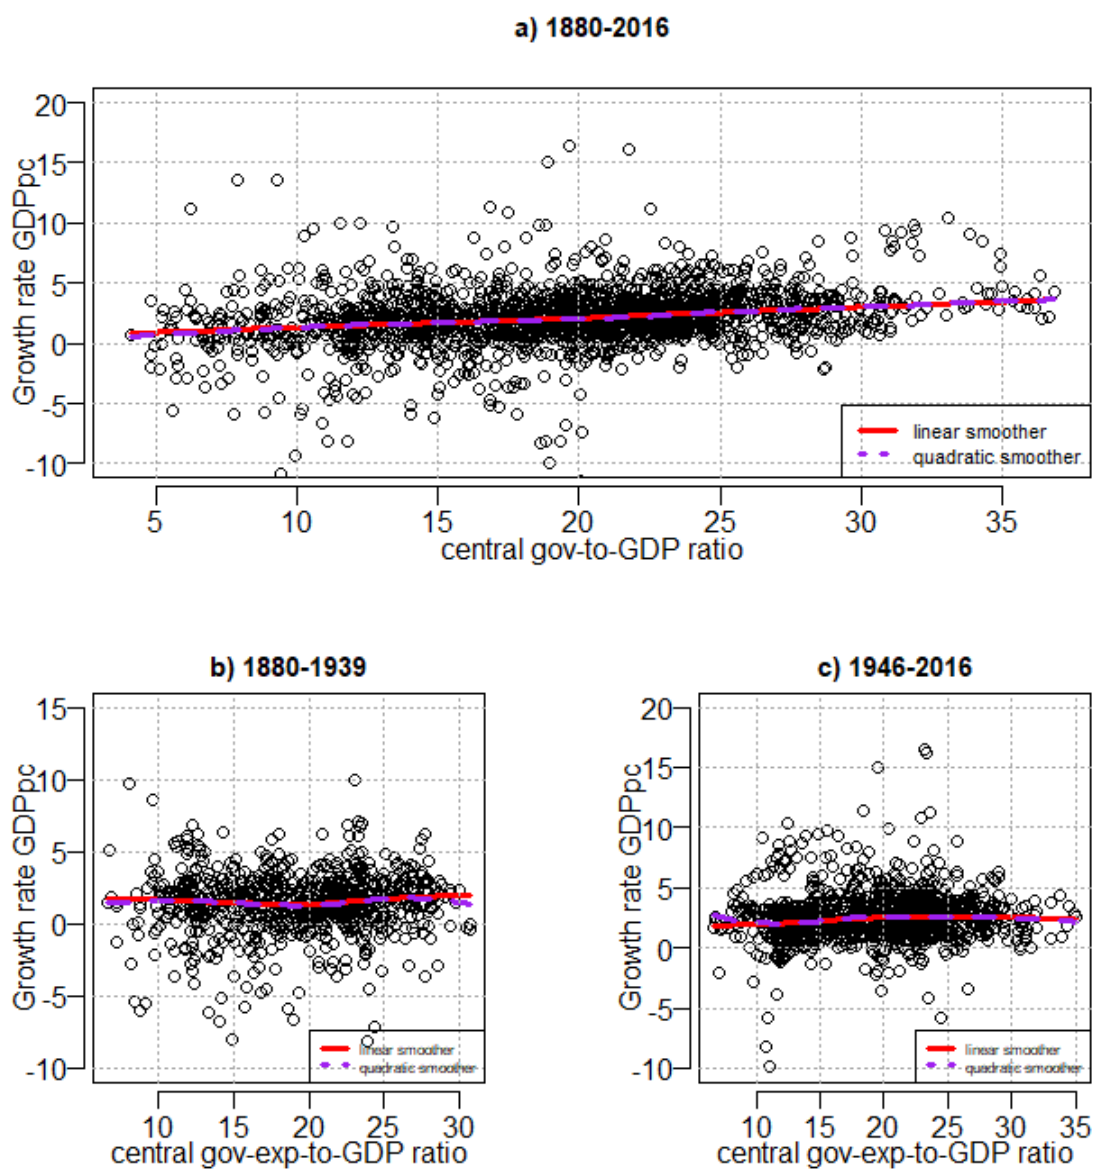 a) 1880-2016
Growth rate GDPpc
20
15
10
5
0
-5
-10
linear smoother
quadratic smoother
5 10 15 20 25 30 35
central gov-to-GDP ratio
b) 1880-1939
Growth rate GDPpc
15
10
5
0
-5
-10
linear smoother
quadratic smoother
10 15 20 25 30
central gov-exp-to-GDP ratio
c) 1946-2016
Growth rate GDPpc
20
15
10
5
0
-5
-10
linear smoother
quadratic smoother
10 15 20 25 30 35
central gov-exp-to-GDP ratio